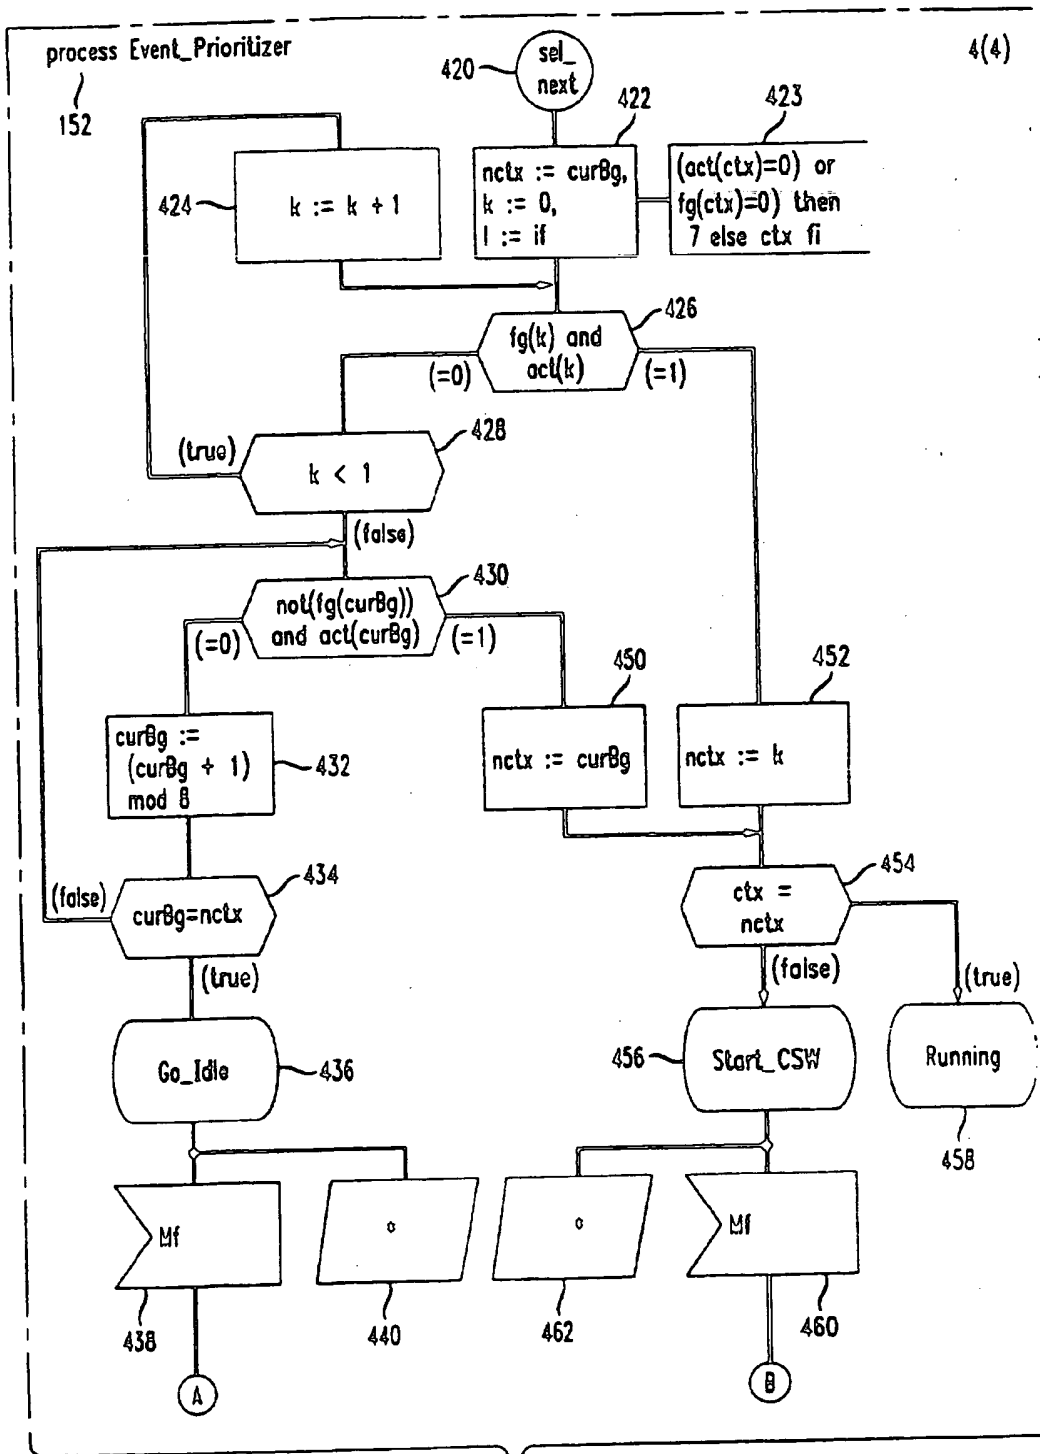 process Event_Prioritizer
4(4)
152
420
sel_
next
422
423
nctx := curBg,
k := 0,
l := if
(act(ctx)=0) or
fg(ctx)=0) then
7 else ctx fi
424
k := k + 1
426
fg(k) and
act(k)
(=0)
(=1)
428
(true)
k < 1
(false)
430
not(fg(curBg))
and act(curBg)
(=0)
(=1)
450
452
curBg :=
(curBg + 1)
mod 8
432
nctx := curBg
nctx := k
434
454
(false)
curBg=nctx
ctx =
nctx
(true)
(false)
(true)
Go_Idle
436
456
Start_CSW
Running
458
Mf
*
*
Mf
438
440
462
460
A
B